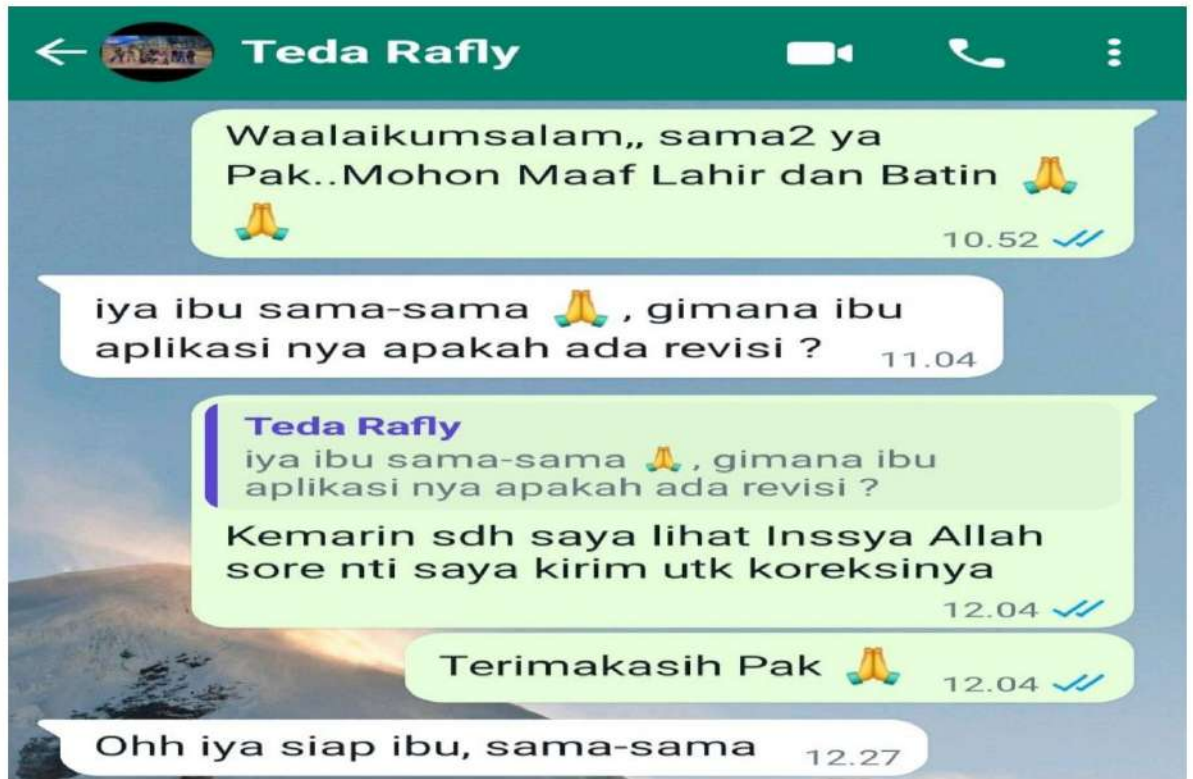 Teda Rafly
Waalaikumsalam,, sama2 ya
Pak..Mohon Maaf Lahir dan Batin 🙏
🙏
10.52
iya ibu sama-sama 🙏 , gimana ibu
aplikasi nya apakah ada revisi ? 11.04
Teda Rafly
iya ibu sama-sama 🙏 , gimana ibu
aplikasi nya apakah ada revisi ?
Kemarin sdh saya lihat Inssya Allah
sore nti saya kirim utk koreksinya
12.04
Terimakasih Pak 🙏 12.04
Ohh iya siap ibu, sama-sama 12.27